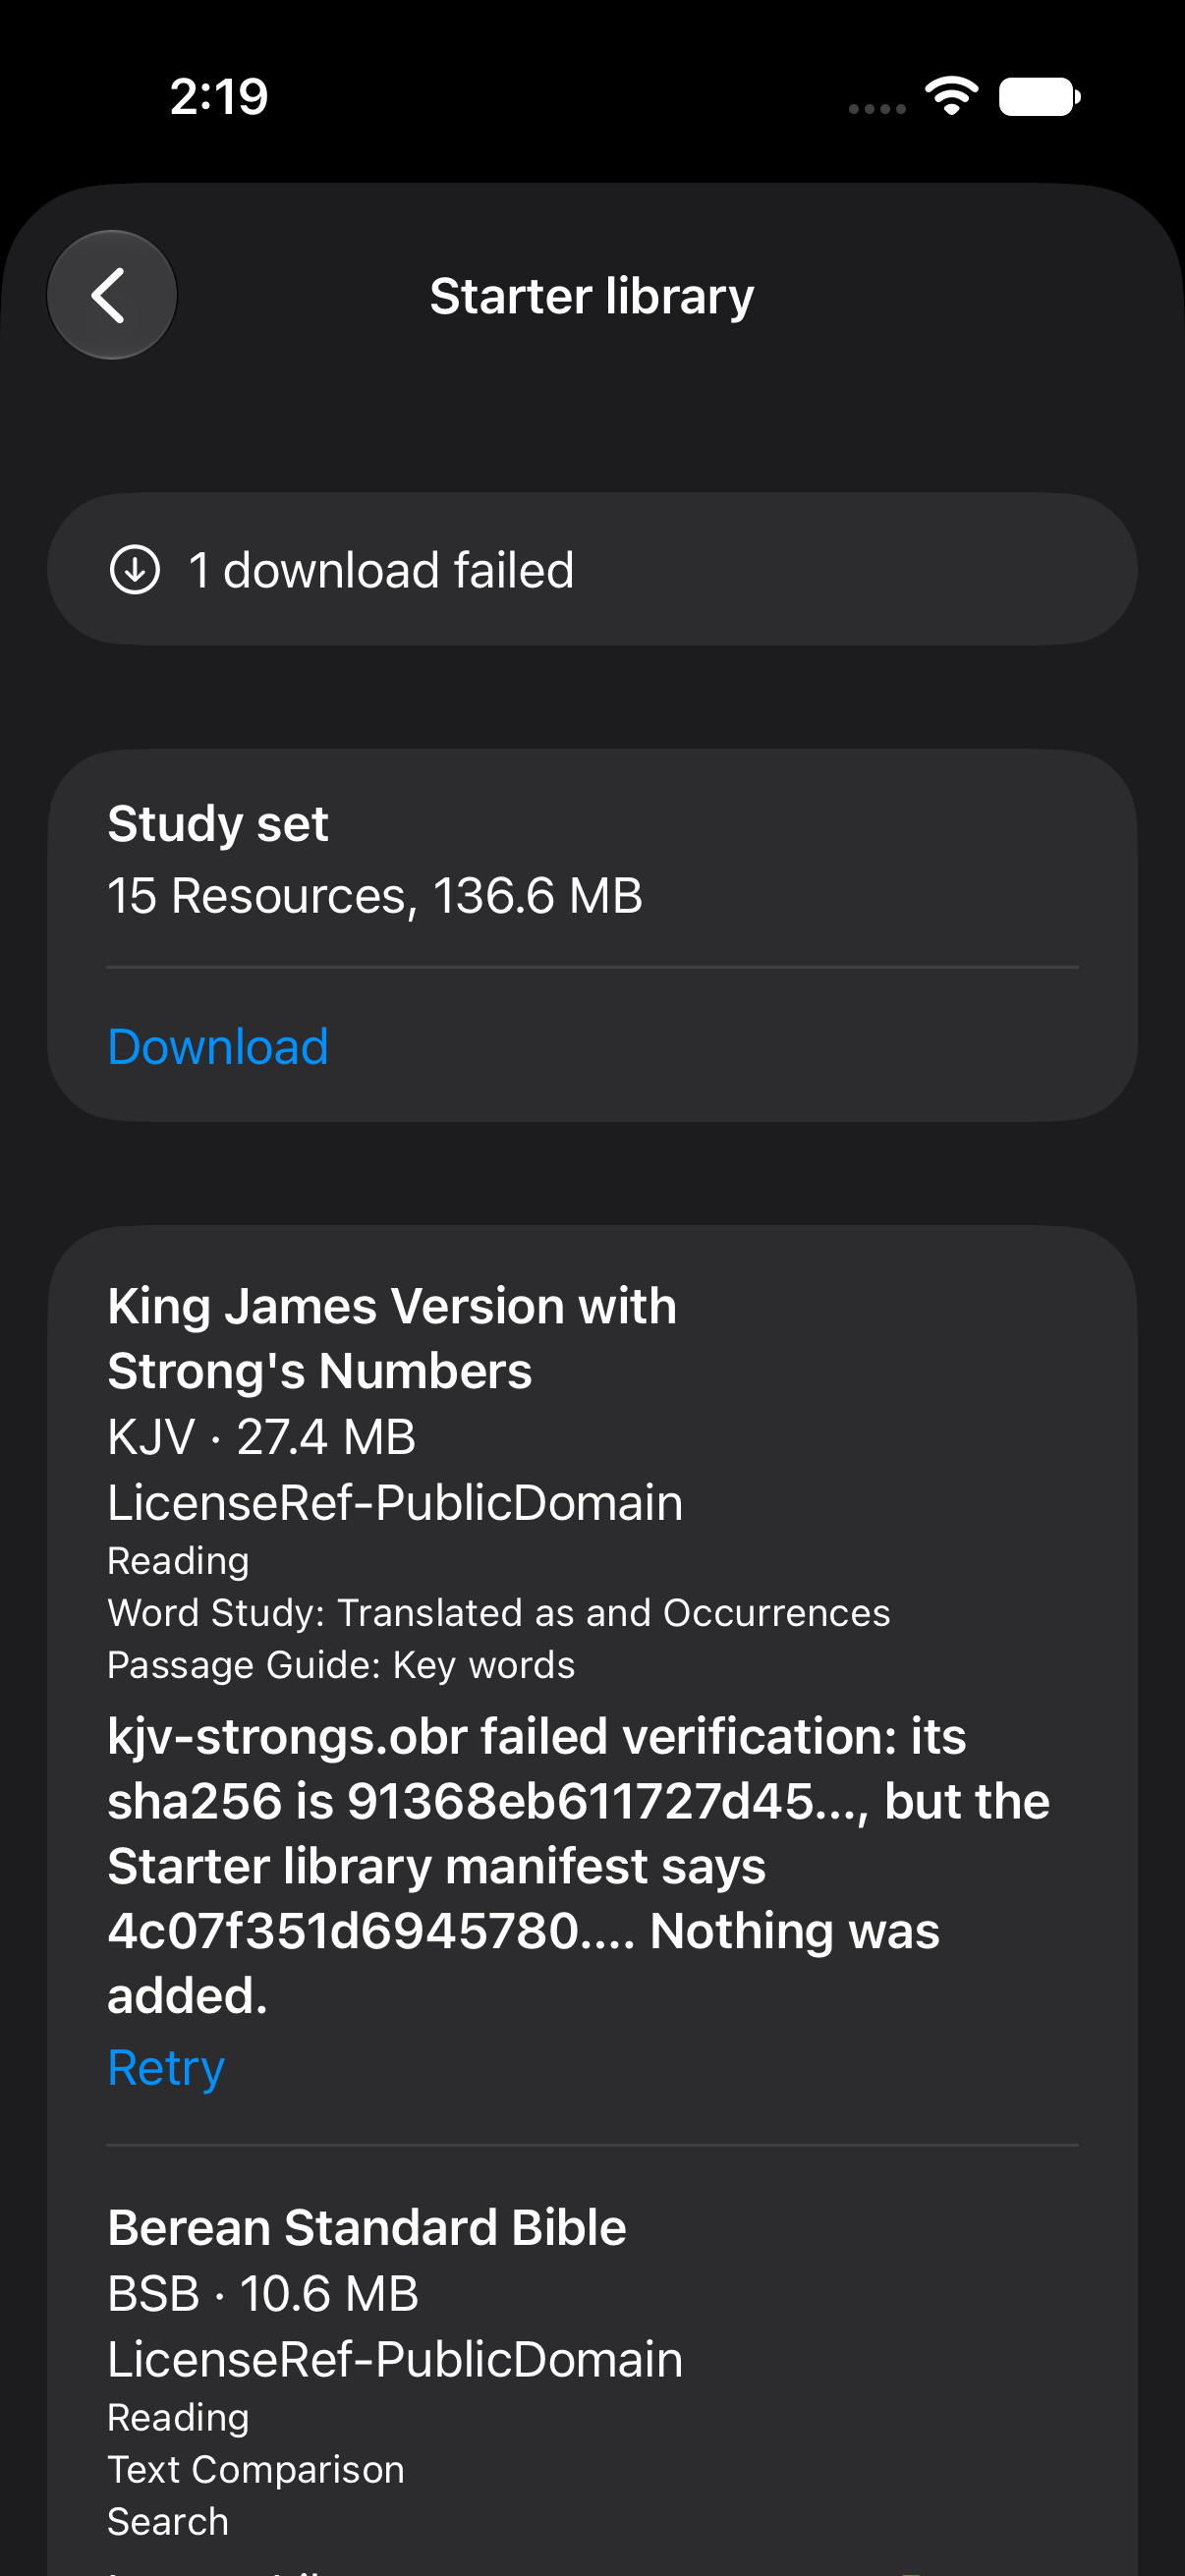 2:19
Starter library
1 download failed
Study set
15 Resources, 136.6 MB
Download
King James Version with
Strong's Numbers
KJV · 27.4 MB
LicenseRef-PublicDomain
Reading
Word Study: Translated as and Occurrences
Passage Guide: Key words
kjv-strongs.obr failed verification: its
sha256 is 91368eb611727d45…, but the
Starter library manifest says
4c07f351d6945780…. Nothing was
added.
Retry
Berean Standard Bible
BSB · 10.6 MB
LicenseRef-PublicDomain
Reading
Text Comparison
Search